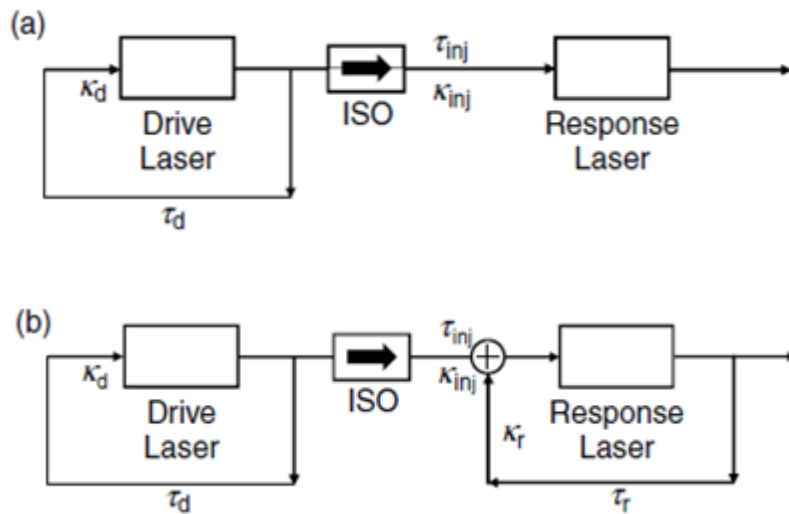 (a)
κd
Drive
Laser
τd
ISO
τinj
κinj
Response
Laser
(b)
κd
Drive
Laser
τd
ISO
τinj
κinj
κr
Response
Laser
τr